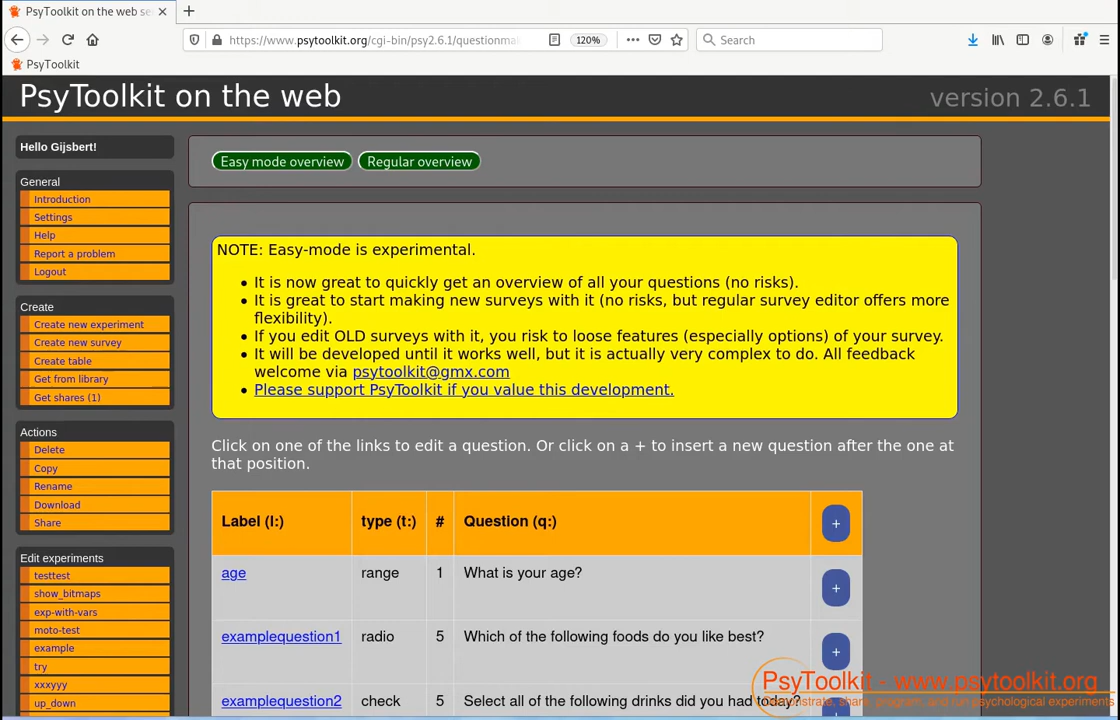 PsyToolkit on the web se
https://www.psytoolkit.org/cgi-bin/psy2.6.1/questionma
120%
Search
PsyToolkit
PsyToolkit on the web
version 2.6.1
Hello Gijsbert!
General
Introduction
Settings
Help
Report a problem
Logout
Create
Create new experiment
Create new survey
Create table
Get from library
Get shares (1)
Actions
Delete
Copy
Rename
Download
Share
Edit experiments
testtest
show_bitmaps
exp-with-vars
moto-test
example
try
xxxyyy
up_down
Easy mode overview
Regular overview
NOTE: Easy-mode is experimental.
• It is now great to quickly get an overview of all your questions (no risks).
• It is great to start making new surveys with it (no risks, but regular survey editor offers more
flexibility).
• If you edit OLD surveys with it, you risk to loose features (especially options) of your survey.
• It will be developed until it works well, but it is actually very complex to do. All feedback
welcome via psytoolkit@gmx.com
• Please support PsyToolkit if you value this development.
Click on one of the links to edit a question. Or click on a + to insert a new question after the one at
that position.
Label (l:) type (t:) # Question (q:) +
age range 1 What is your age? +
examplequestion1 radio 5 Which of the following foods do you like best? +
examplequestion2 check 5 Select all of the following drinks did you had today? +
PsyToolkit - www.psytoolkit.org
Demonstrate, share, program, and run psychological experiments